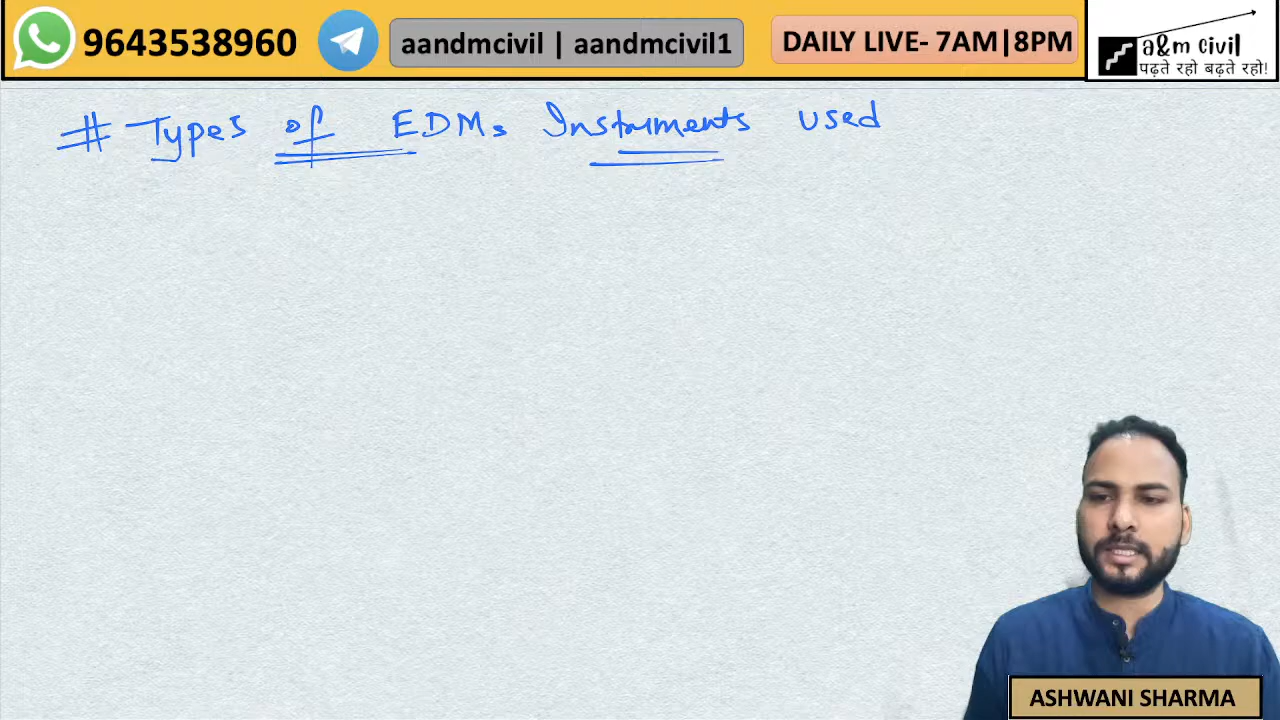 9643538960
aandmcivil | aandmcivil1
DAILY LIVE- 7AM|8PM
a&m civil
पढ़ते रहो बढ़ते रहो!
# Types of EDMs Instruments used
ASHWANI SHARMA